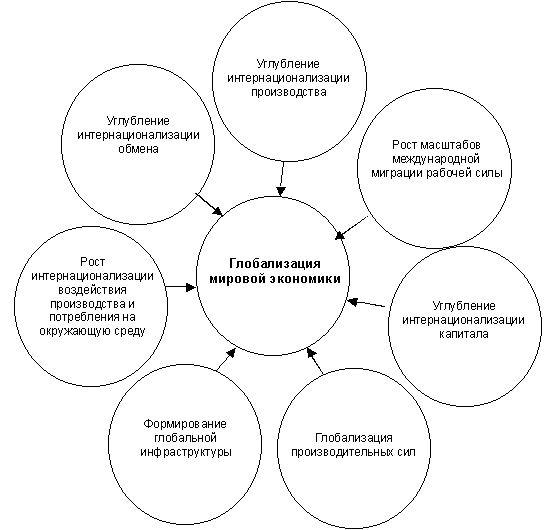 Углубление
интернационализации
производства
Углубление
интернационализации
обмена
Рост масштабов
международной
миграции рабочей силы
Рост
интернационализации
воздействия
производства и
потребления на
окружающую среду
Глобализация
мировой экономики
Углубление
интернационализации
капитала
Формирование
глобальной
инфраструктуры
Глобализация
производительных сил